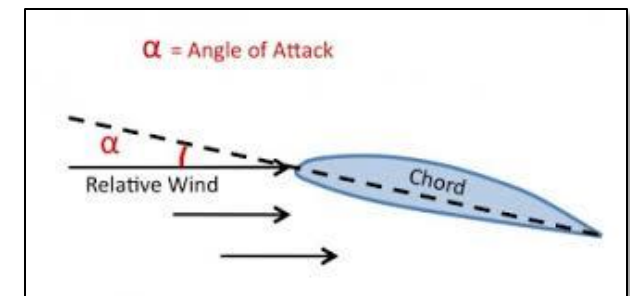 α = Angle of Attack
α
Relative Wind
Chord